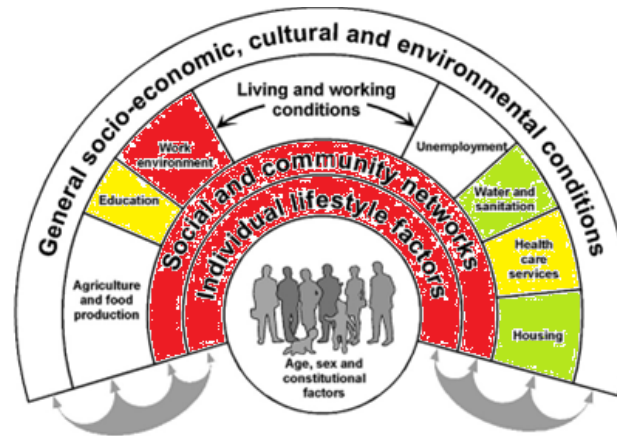 General socio-economic, cultural and environmental conditions
Living and working
conditions
Work
environment
Unemployment
Education
Water and
sanitation
Agriculture
and food
production
Health
care
services
Housing
Social and community networks
Individual lifestyle factors
Age, sex and
constitutional
factors